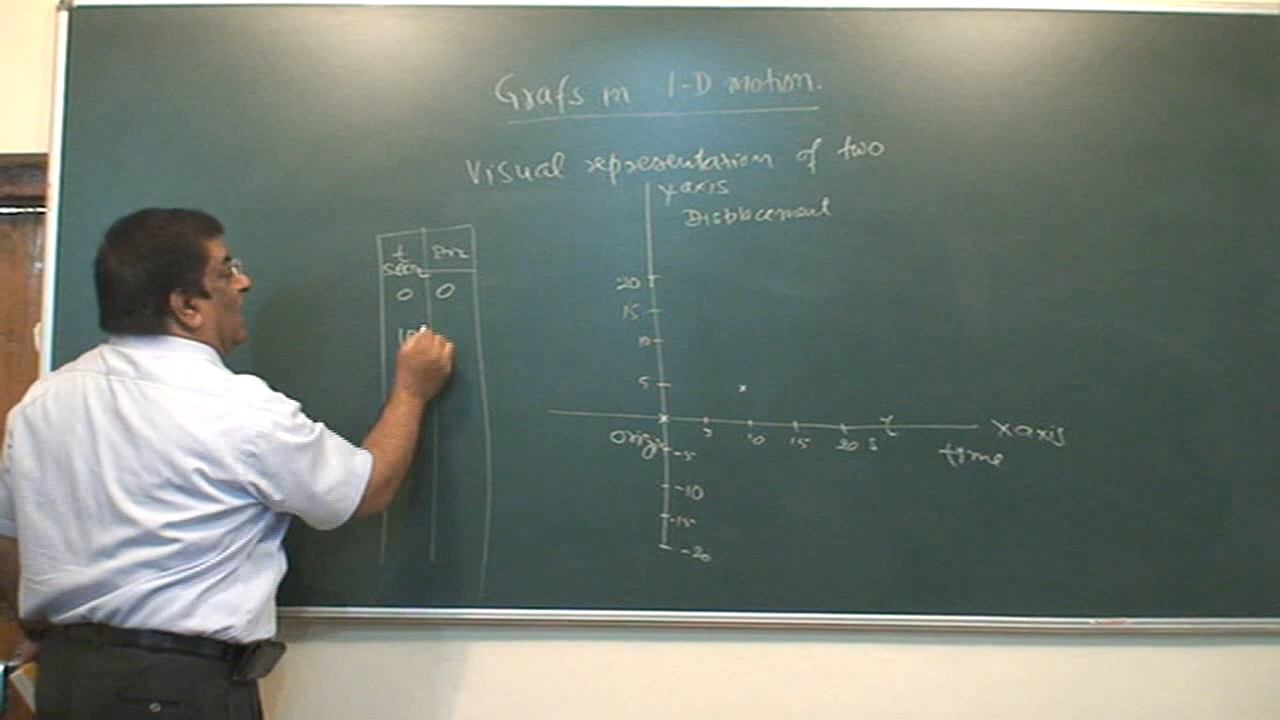 Grafs in 1-D motion.
Visual representation of two
Y axis
Displacement
t
sec
0 0
10
20
15
10
5
5 10 15 20 s t
X axis
time
-5
-10
-15
-20